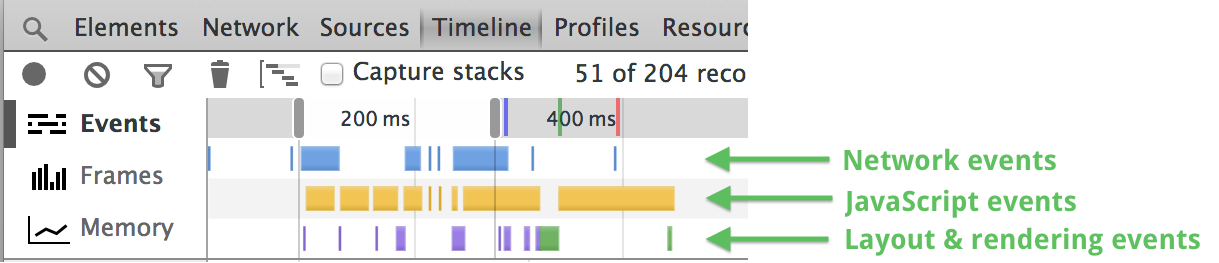 Elements Network Sources Timeline Profiles Resourc
Capture stacks 51 of 204 reco
Events 200 ms 400 ms
Network events
Frames
JavaScript events
Memory
Layout & rendering events